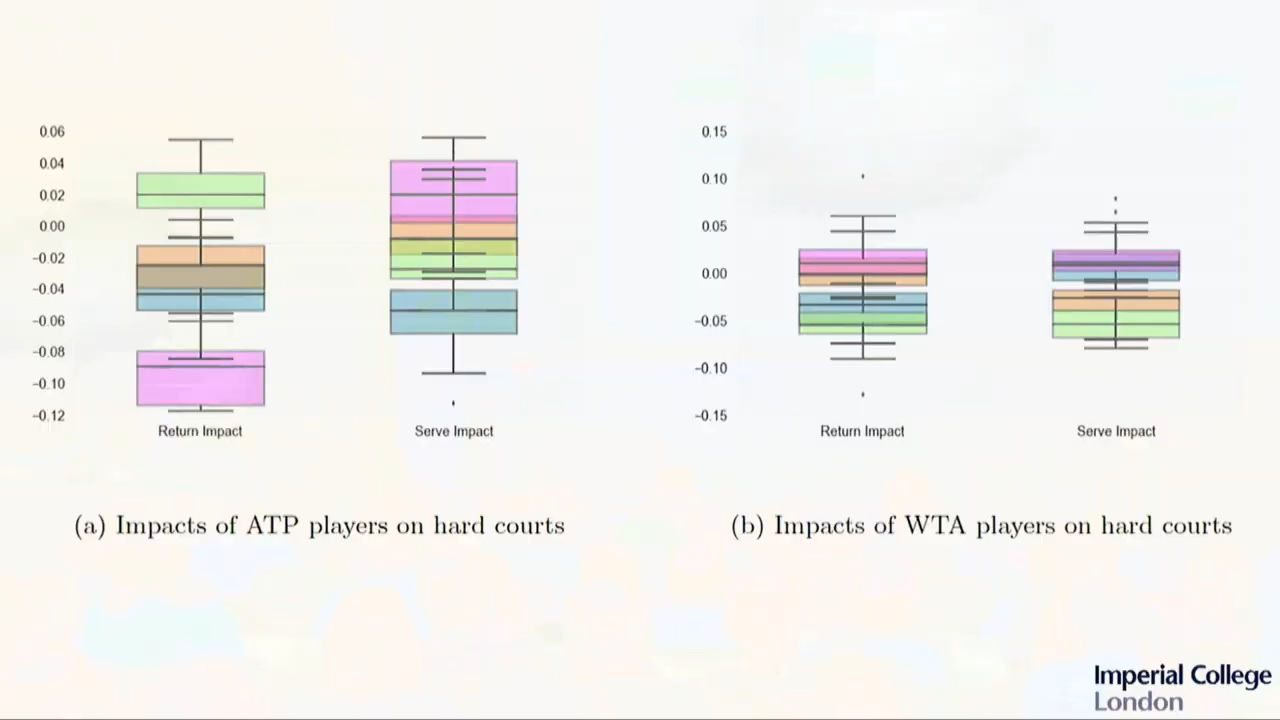 0.06
0.04
0.02
0.00
−0.02
−0.04
−0.06
−0.08
−0.10
−0.12
Return Impact
Serve Impact
(a) Impacts of ATP players on hard courts
0.15
0.10
0.05
0.00
−0.05
−0.10
−0.15
Return Impact
Serve Impact
(b) Impacts of WTA players on hard courts
Imperial College
London